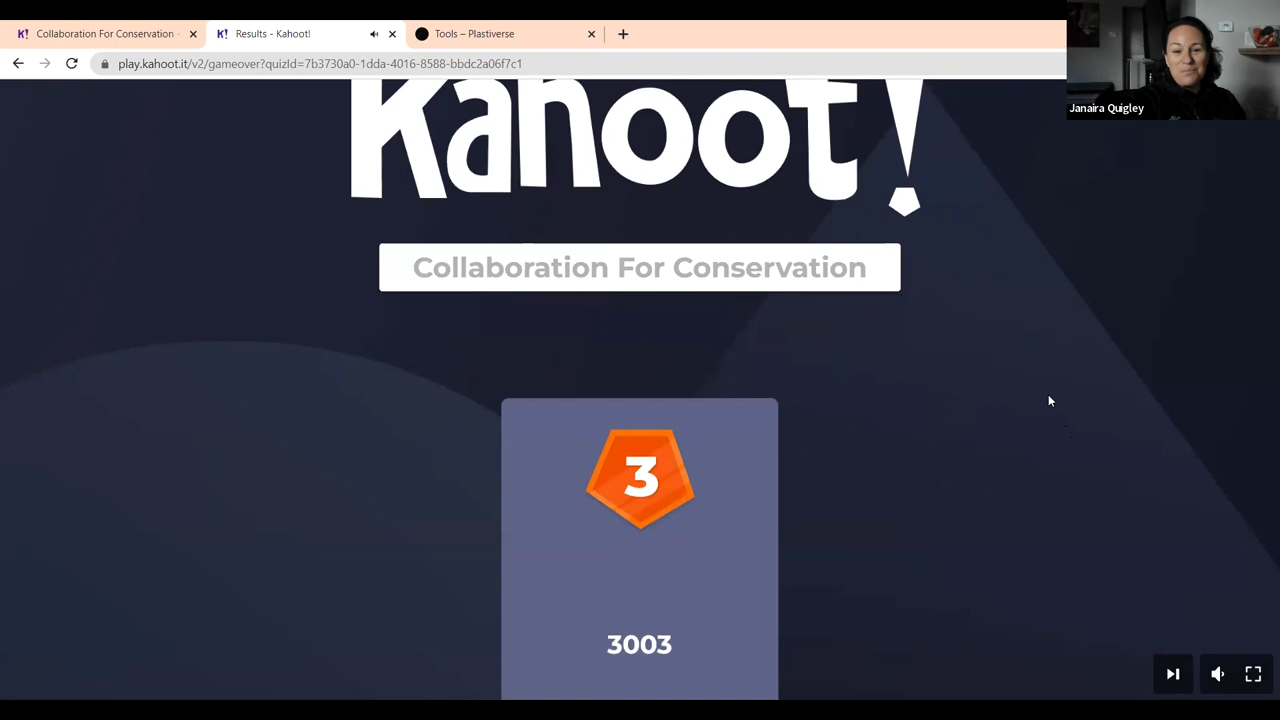 Collaboration For Conservation -
Results - Kahoot!
Tools – Plastiverse
play.kahoot.it/v2/gameover?quizId=7b3730a0-1dda-4016-8588-bbdc2a06f7c1
Janaira Quigley
Kahoot!
Collaboration For Conservation
3
3003